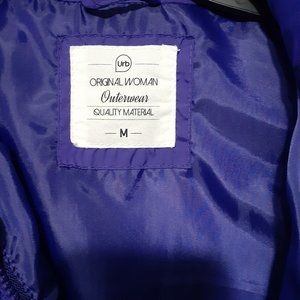 Urb
ORIGINAL WOMAN
Outerwear
QUALITY MATERIAL
M